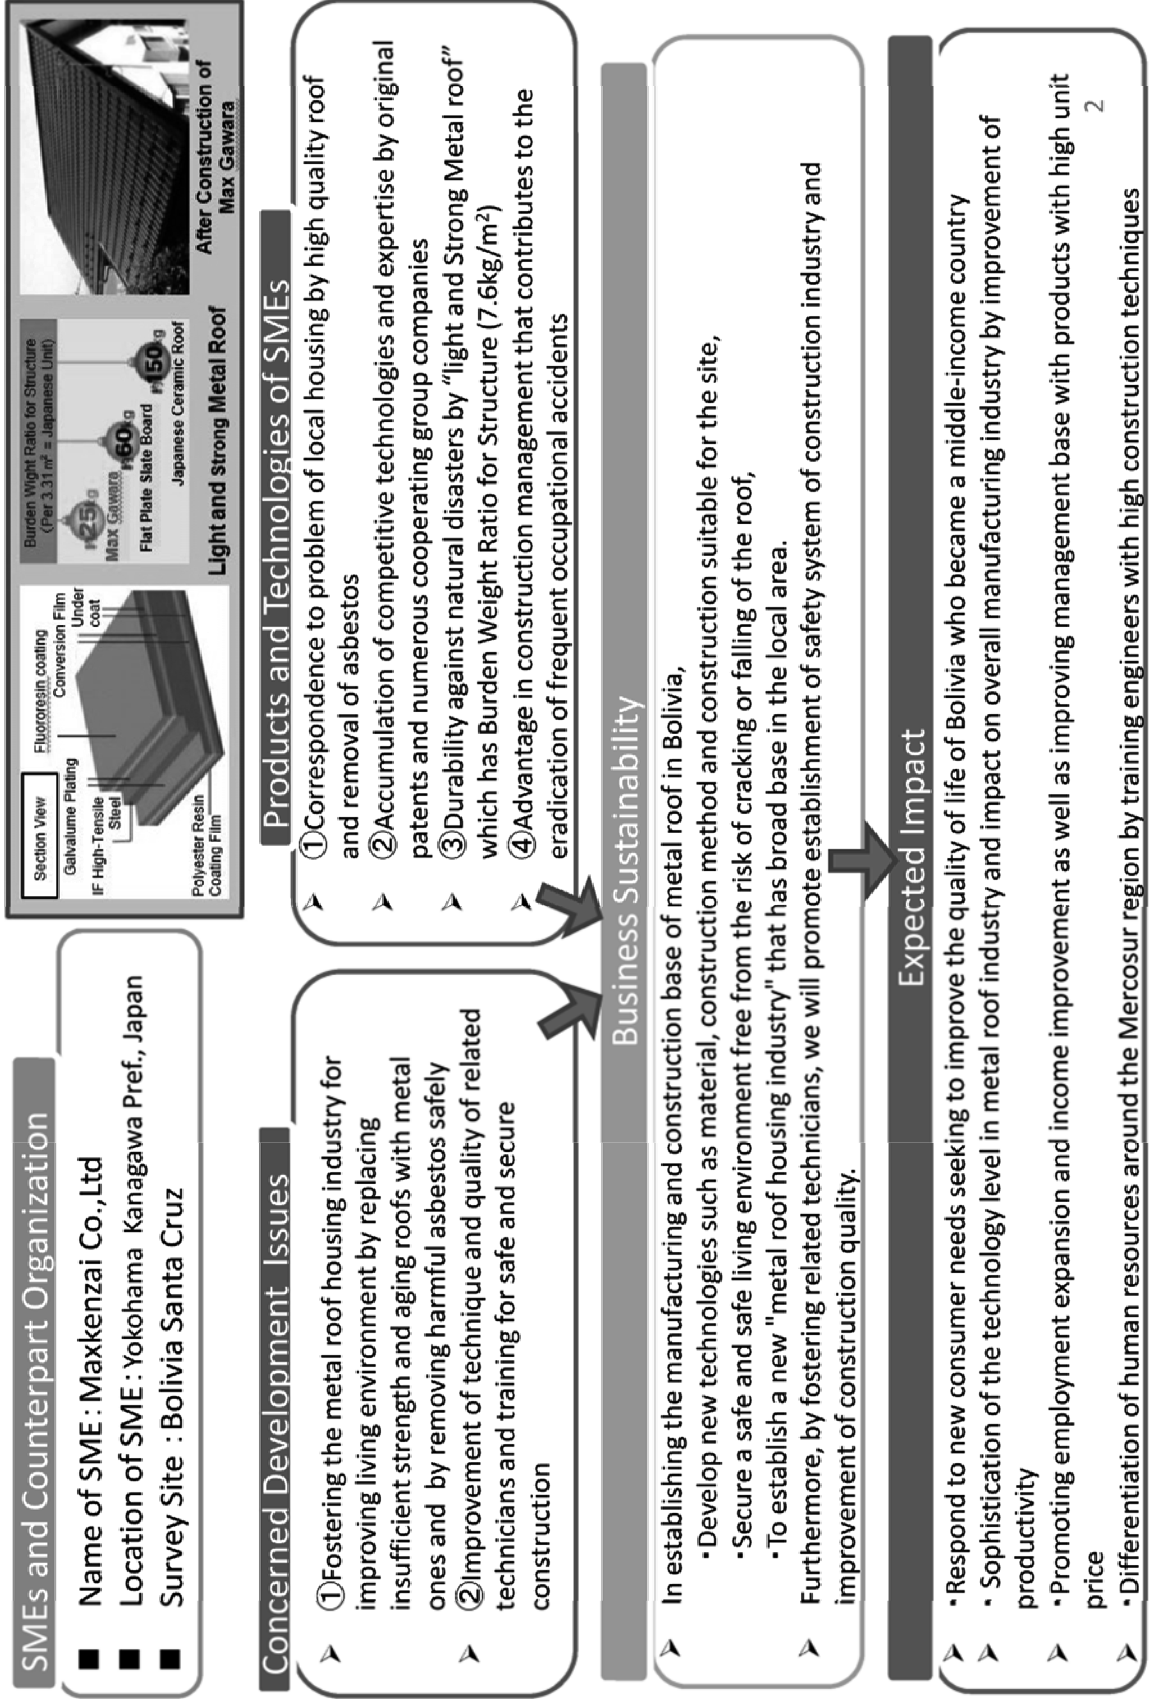 SMEs and Counterpart Organization
■ Name of SME : Maxkenzai Co.,Ltd
■ Location of SME : Yokohama Kanagawa Pref., Japan
■ Survey Site : Bolivia Santa Cruz
Section View
Fluororesin coating
Galvalume Plating
Conversion Film
IF High-Tensile
Steel
Under
coat
Polyester Resin
Coating Film
Burden Wight Ratio for Structure
(Per 3.31㎡ = Japanese Unit)
25kg
Max Gawara
60kg
Flat Plate Slate Board
150kg
Japanese Ceramic Roof
Light and strong Metal Roof
After Construction of
Max Gawara
Concerned Development Issues
➢ ①Fostering the metal roof housing industry for
improving living environment by replacing
insufficient strength and aging roofs with metal
ones and by removing harmful asbestos safely
➢ ②Improvement of technique and quality of related
technicians and training for safe and secure
construction
Products and Technologies of SMEs
➢ ①Correspondence to problem of local housing by high quality roof
and removal of asbestos
➢ ②Accumulation of competitive technologies and expertise by original
patents and numerous cooperating group companies
➢ ③Durability against natural disasters by “light and Strong Metal roof”
which has Burden Weight Ratio for Structure (7.6kg/m²)
➢ ④Advantage in construction management that contributes to the
eradication of frequent occupational accidents
Business Sustainability
➢ In establishing the manufacturing and construction base of metal roof in Bolivia,
・Develop new technologies such as material, construction method and construction suitable for the site,
・Secure a safe and safe living environment free from the risk of cracking or falling of the roof,
・To establish a new "metal roof housing industry" that has broad base in the local area.
➢ Furthermore, by fostering related technicians, we will promote establishment of safety system of construction industry and
improvement of construction quality.
Expected Impact
➢ ・Respond to new consumer needs seeking to improve the quality of life of Bolivia who became a middle-income country
➢ ・Sophistication of the technology level in metal roof industry and impact on overall manufacturing industry by improvement of
productivity
➢ ・Promoting employment expansion and income improvement as well as improving management base with products with high unit
price
➢ ・Differentiation of human resources around the Mercosur region by training engineers with high construction techniques
2